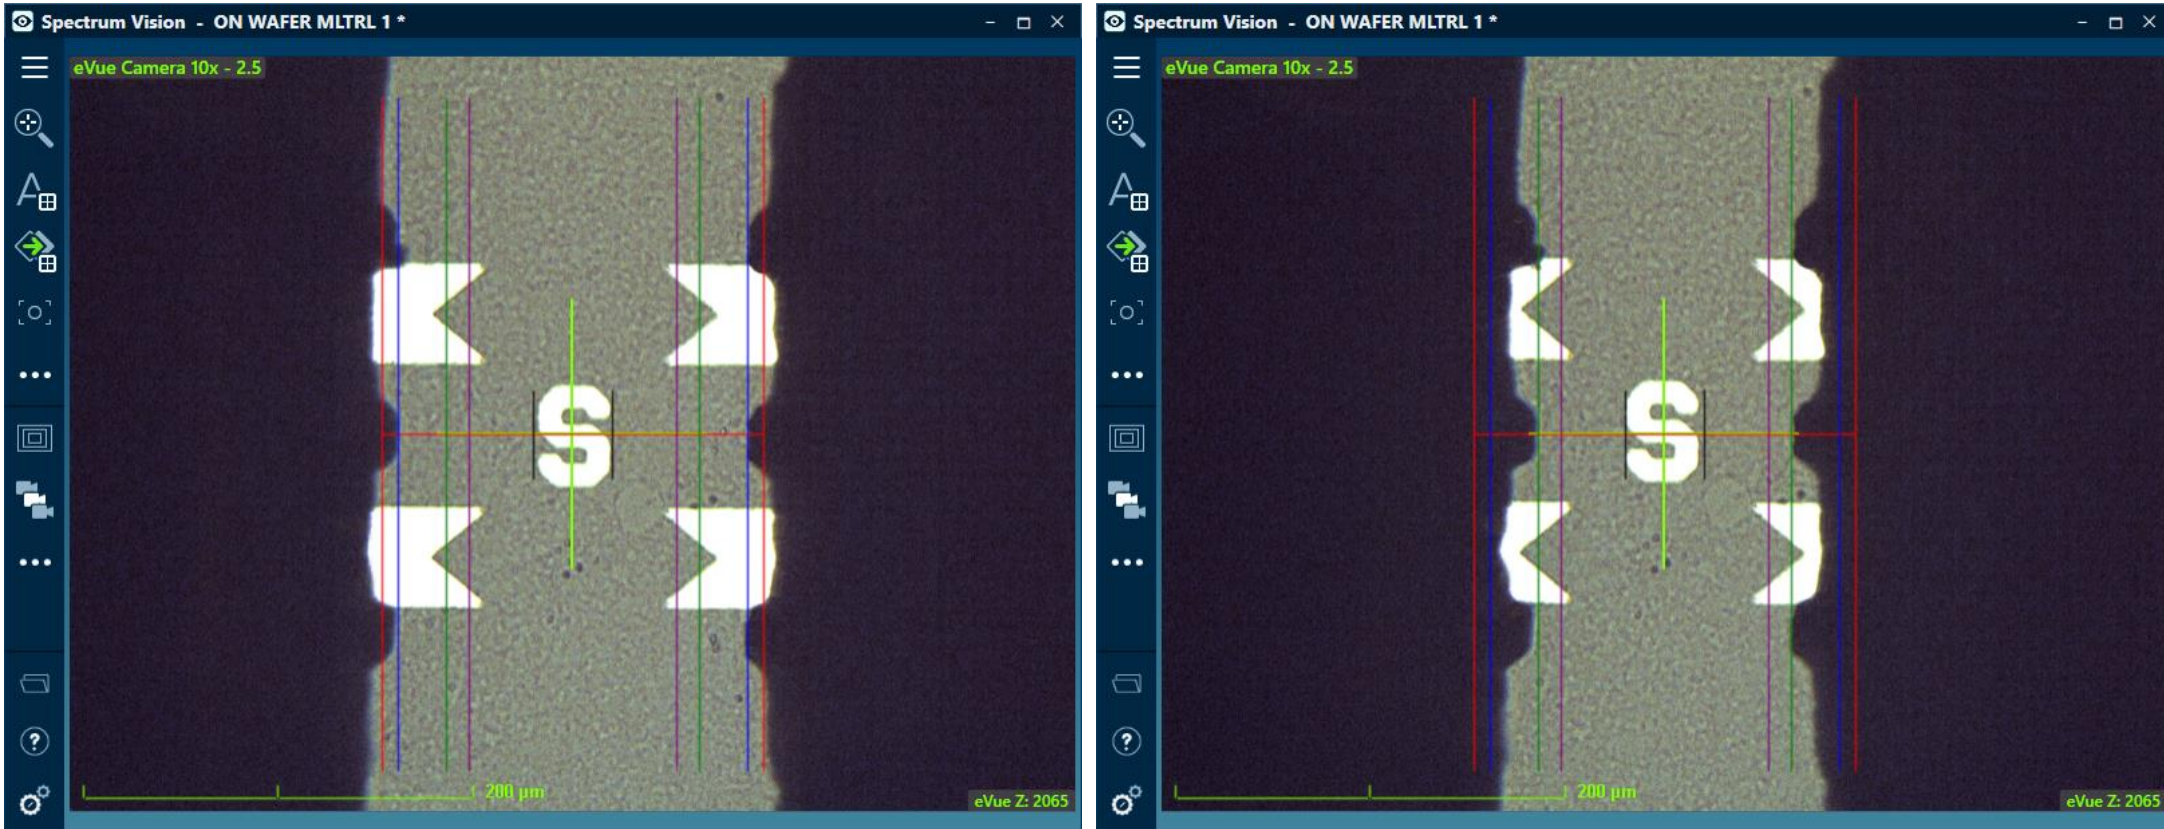 Spectrum Vision - ON WAFER MLTRL 1 *
eVue Camera 10x - 2.5
S
200 µm
eVue Z: 2065
Spectrum Vision - ON WAFER MLTRL 1 *
eVue Camera 10x - 2.5
S
200 µm
eVue Z: 2065